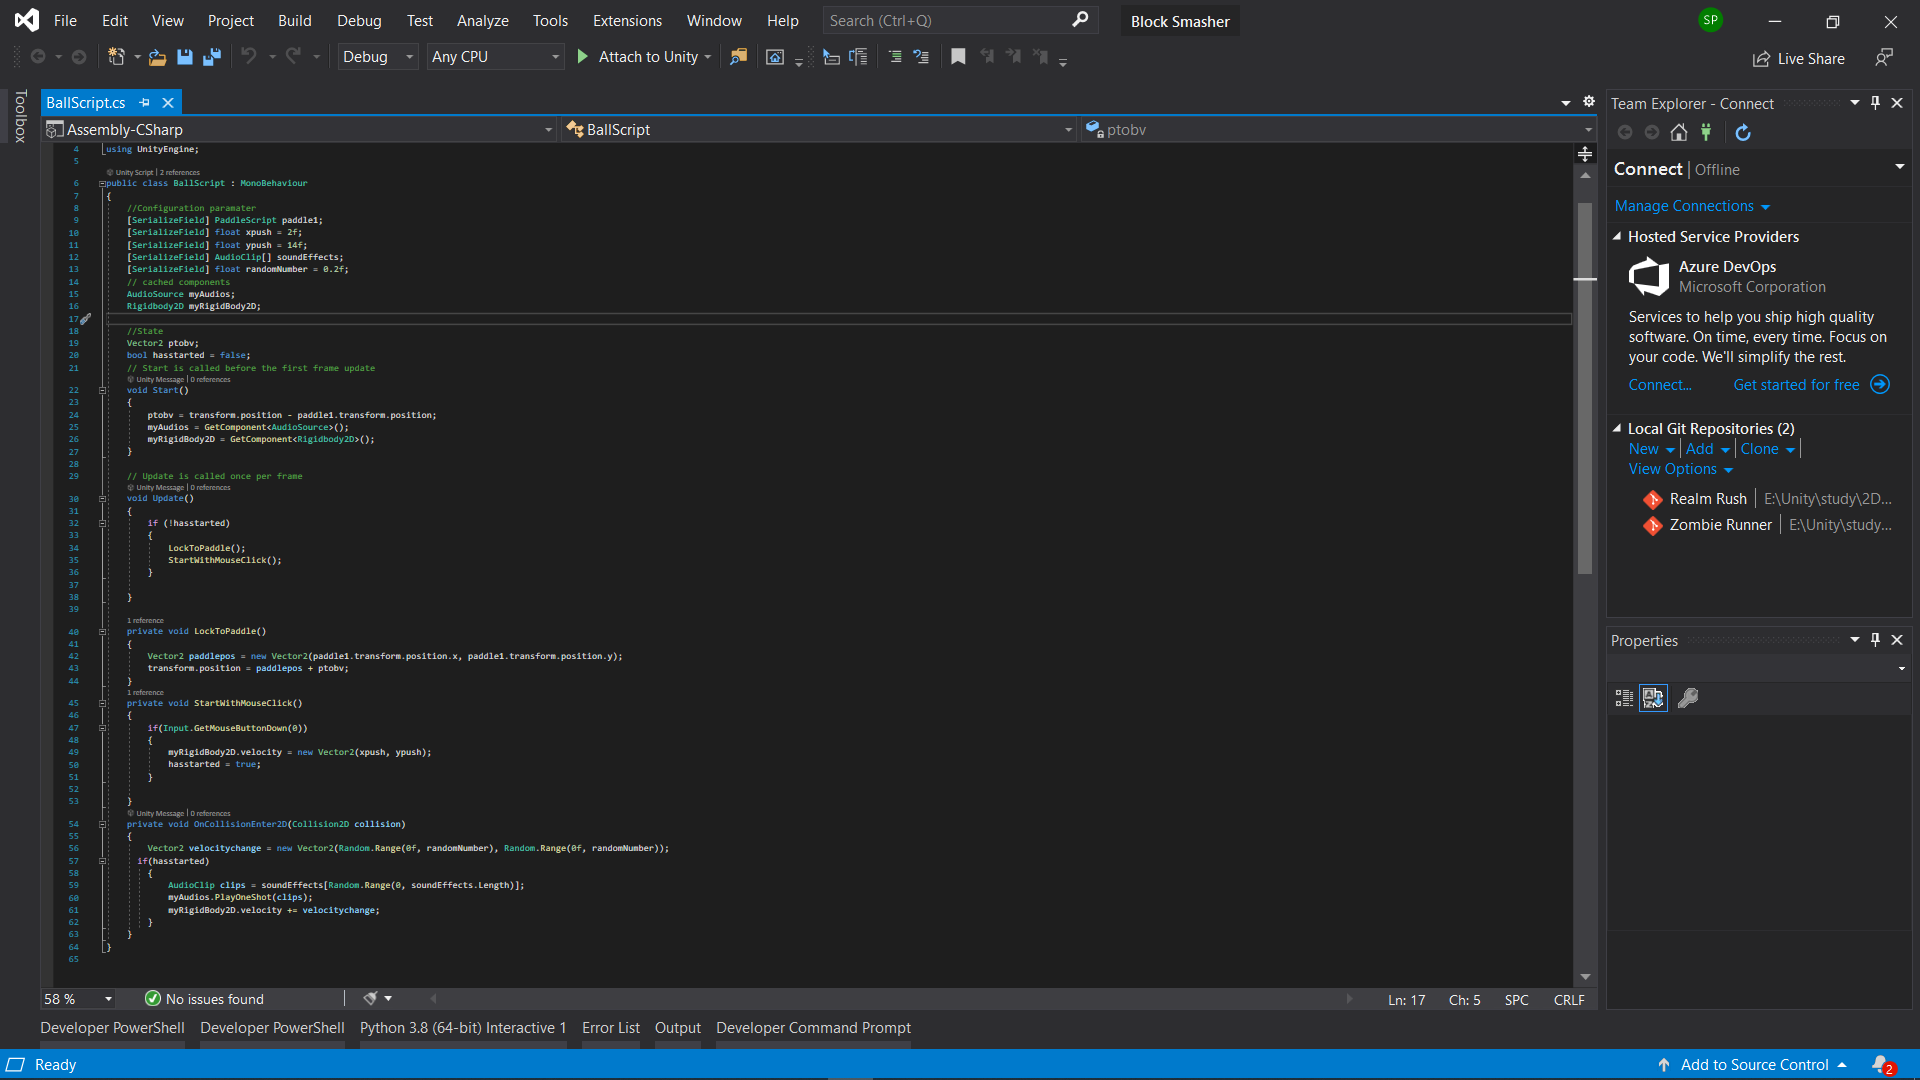 File Edit View Project Build Debug Test Analyze Tools Extensions Window Help Search (Ctrl+Q) Block Smasher SP
Debug Any CPU Attach to Unity Live Share
Toolbox
BallScript.cs
Assembly-CSharp BallScript ptobv
4 using UnityEngine;
5
Unity Script | 2 references
6 public class BallScript : MonoBehaviour
7 {
8 //Configuration paramater
9 [SerializeField] PaddleScript paddle1;
10 [SerializeField] float xpush = 2f;
11 [SerializeField] float ypush = 14f;
12 [SerializeField] AudioClip[] soundEffects;
13 [SerializeField] float randomNumber = 0.2f;
14 // cached components
15 AudioSource myAudios;
16 Rigidbody2D myRigidBody2D;
17
18 //State
19 Vector2 ptobv;
20 bool hasstarted = false;
21 // Start is called before the first frame update
Unity Message | 0 references
22 void Start()
23 {
24 ptobv = transform.position - paddle1.transform.position;
25 myAudios = GetComponent<AudioSource>();
26 myRigidBody2D = GetComponent<Rigidbody2D>();
27 }
28
29 // Update is called once per frame
Unity Message | 0 references
30 void Update()
31 {
32 if (!hasstarted)
33 {
34 LockToPaddle();
35 StartWithMouseClick();
36 }
37
38 }
39
1 reference
40 private void LockToPaddle()
41 {
42 Vector2 paddlepos = new Vector2(paddle1.transform.position.x, paddle1.transform.position.y);
43 transform.position = paddlepos + ptobv;
44 }
1 reference
45 private void StartWithMouseClick()
46 {
47 if(Input.GetMouseButtonDown(0))
48 {
49 myRigidBody2D.velocity = new Vector2(xpush, ypush);
50 hasstarted = true;
51 }
52
53 }
Unity Message | 0 references
54 private void OnCollisionEnter2D(Collision2D collision)
55 {
56 Vector2 velocitychange = new Vector2(Random.Range(0f, randomNumber), Random.Range(0f, randomNumber));
57 if(hasstarted)
58 {
59 AudioClip clips = soundEffects[Random.Range(0, soundEffects.Length)];
60 myAudios.PlayOneShot(clips);
61 myRigidBody2D.velocity += velocitychange;
62 }
63 }
64 }
65
58 % No issues found Ln: 17 Ch: 5 SPC CRLF
Team Explorer - Connect
Connect | Offline
Manage Connections
Hosted Service Providers
Azure DevOps
Microsoft Corporation
Services to help you ship high quality
software. On time, every time. Focus on
your code. We'll simplify the rest.
Connect... Get started for free
Local Git Repositories (2)
New Add Clone
View Options
Realm Rush E:\Unity\study\2D...
Zombie Runner E:\Unity\study...
Properties
Developer PowerShell Developer PowerShell Python 3.8 (64-bit) Interactive 1 Error List Output Developer Command Prompt
Ready Add to Source Control 2